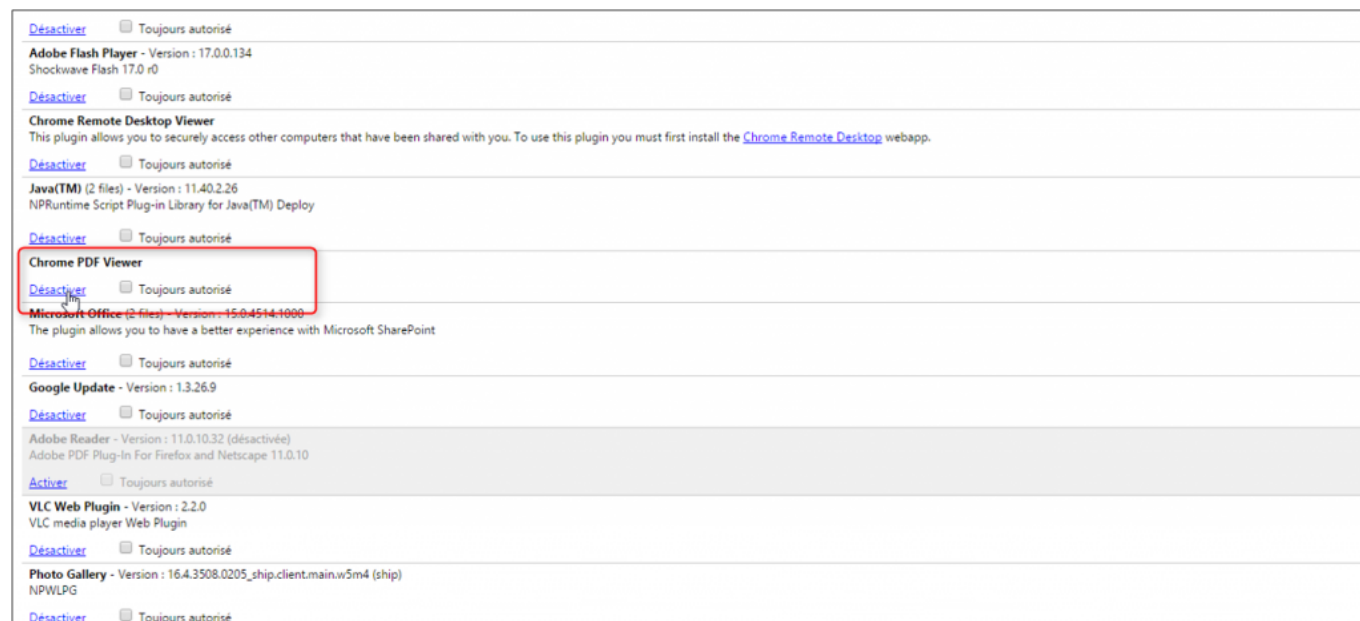 Désactiver Toujours autorisé
Adobe Flash Player - Version : 17.0.0.134
Shockwave Flash 17.0 r0
Désactiver Toujours autorisé
Chrome Remote Desktop Viewer
This plugin allows you to securely access other computers that have been shared with you. To use this plugin you must first install the Chrome Remote Desktop webapp.
Désactiver Toujours autorisé
Java(TM) (2 files) - Version : 11.40.2.26
NPRuntime Script Plug-in Library for Java(TM) Deploy
Désactiver Toujours autorisé
Chrome PDF Viewer
Désactiver Toujours autorisé
Microsoft Office (2 files) - Version : 15.0.4514.1000
The plugin allows you to have a better experience with Microsoft SharePoint
Désactiver Toujours autorisé
Google Update - Version : 1.3.26.9
Désactiver Toujours autorisé
Adobe Reader - Version : 11.0.10.32 (désactivée)
Adobe PDF Plug-In For Firefox and Netscape 11.0.10
Activer Toujours autorisé
VLC Web Plugin - Version : 2.2.0
VLC media player Web Plugin
Désactiver Toujours autorisé
Photo Gallery - Version : 16.4.3508.0205_ship.client.main.w5m4 (ship)
NPWLPG
Désactiver Toujours autorisé